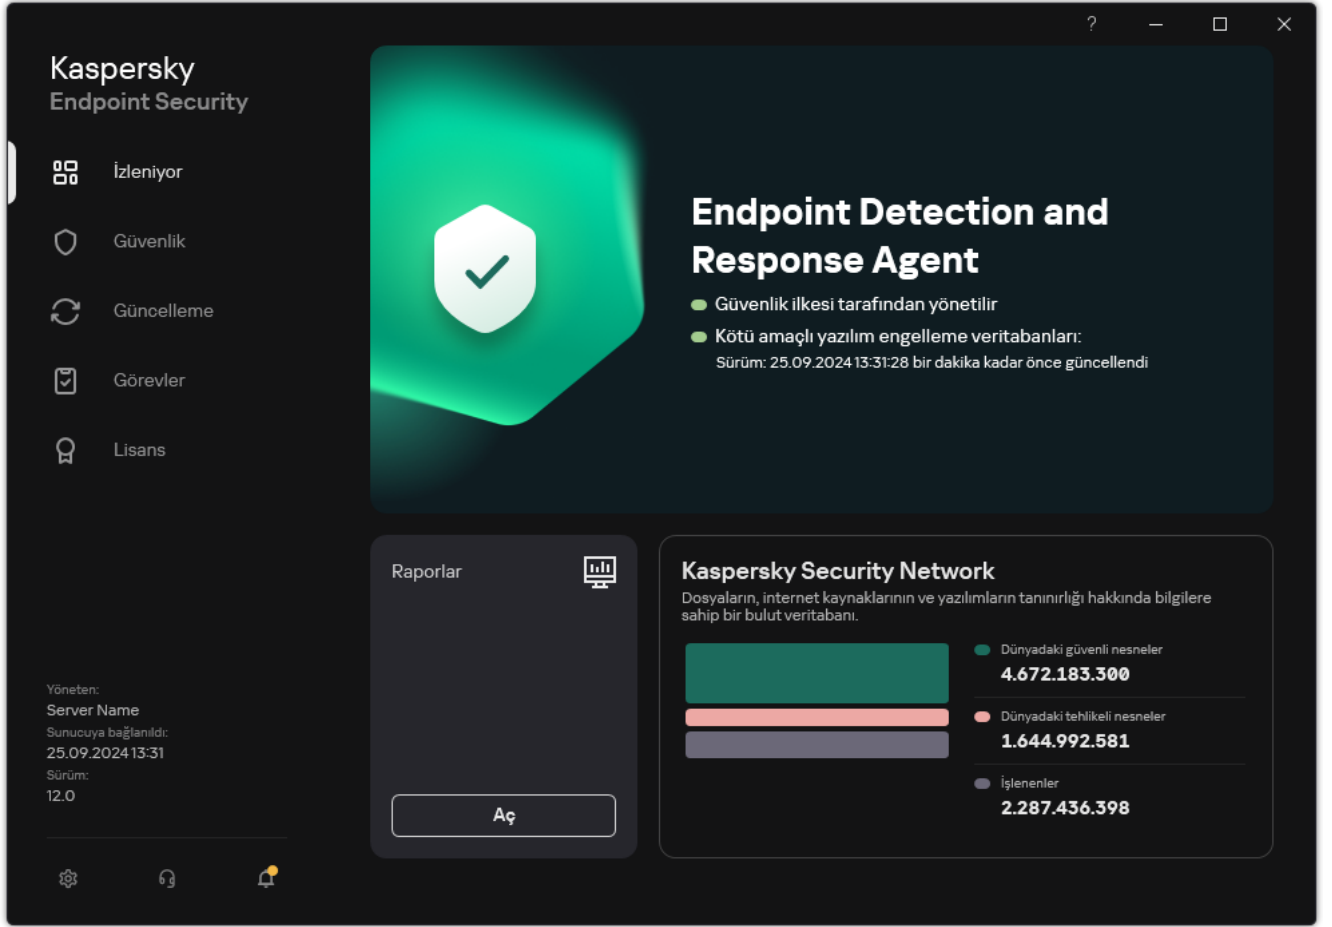 ?
Kaspersky
Endpoint Security
İzleniyor
Güvenlik
Güncelleme
Görevler
Lisans
Yöneten:
Server Name
Sunucuya bağlanıldı:
25.09.2024 13:31
Sürüm:
12.0
Endpoint Detection and
Response Agent
Güvenlik ilkesi tarafından yönetilir
Kötü amaçlı yazılım engelleme veritabanları:
Sürüm: 25.09.2024 13:31:28 bir dakika kadar önce güncellendi
Raporlar
Aç
Kaspersky Security Network
Dosyaların, internet kaynaklarının ve yazılımların tanınırlığı hakkında bilgilere
sahip bir bulut veritabanı.
Dünyadaki güvenli nesneler
4.672.183.300
Dünyadaki tehlikeli nesneler
1.644.992.581
İşlenenler
2.287.436.398